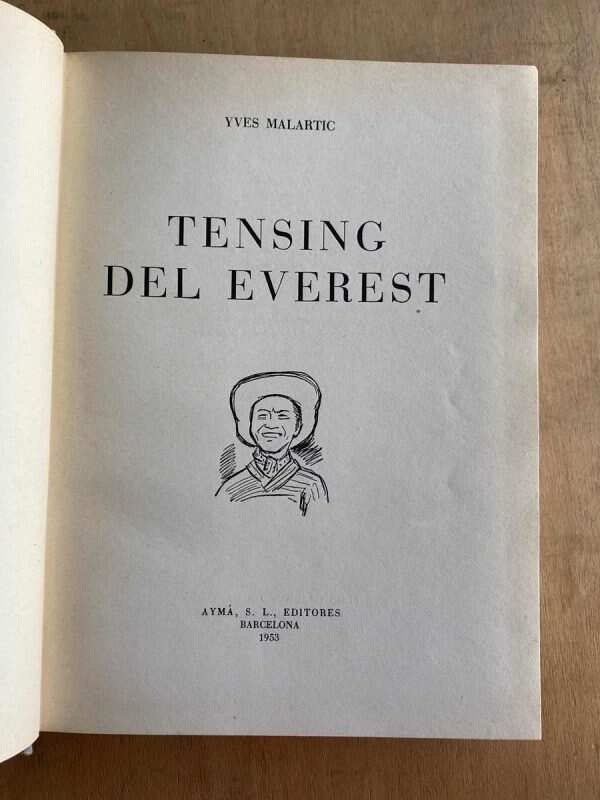 YVES MALARTIC
TENSING
DEL EVEREST
AYMÁ, S. L., EDITORES
BARCELONA
1953